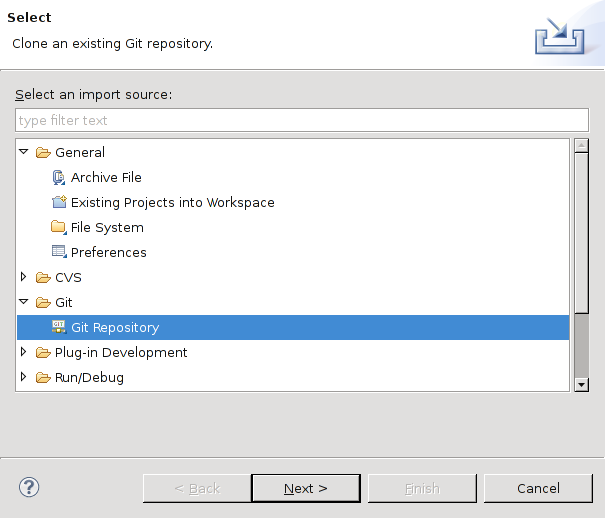 Select
Clone an existing Git repository.
Select an import source:
type filter text
General
Archive File
Existing Projects into Workspace
File System
Preferences
CVS
Git
GIT Git Repository
Plug-in Development
Run/Debug
?
< Back
Next >
Finish
Cancel